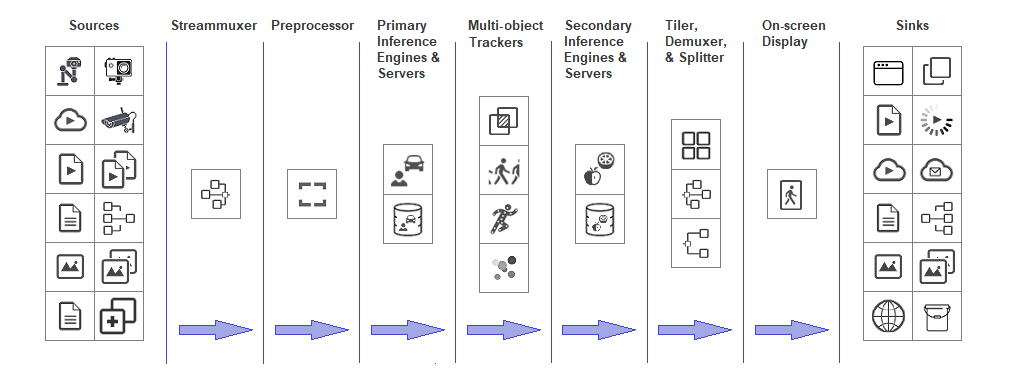 Sources
Streammuxer
Preprocessor
Primary
Inference
Engines &
Servers
Multi-object
Trackers
Secondary
Inference
Engines &
Servers
Tiler,
Demuxer,
& Splitter
On-screen
Display
Sinks